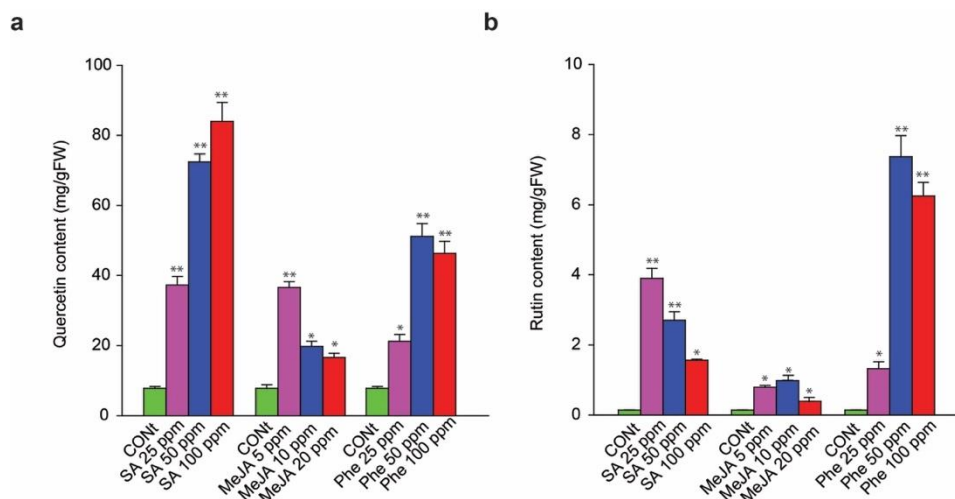 a
Quercetin content (mg/gFW)
100
80
60
40
20
0
**
**
**
**
*
*
*
**
**
CONt
SA 25 ppm
SA 50 ppm
SA 100 ppm
CONt
MeJA 5 ppm
MeJA 10 ppm
MeJA 20 ppm
CONt
Phe 25 ppm
Phe 50 ppm
Phe 100 ppm
b
Rutin content (mg/gFW)
10
8
6
4
2
0
**
**
*
*
*
*
*
**
**
CONt
SA 25 ppm
SA 50 ppm
SA 100 ppm
CONt
MeJA 5 ppm
MeJA 10 ppm
MeJA 20 ppm
CONt
Phe 25 ppm
Phe 50 ppm
Phe 100 ppm